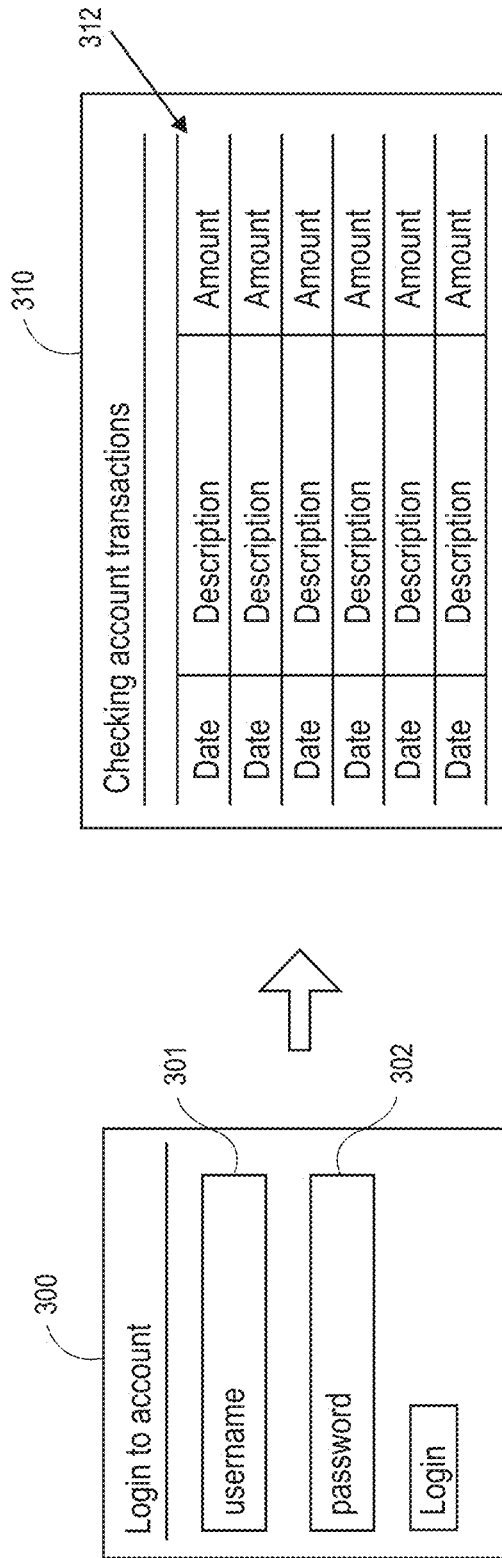 300
Login to account
username
301
password
302
Login
310
Checking account transactions
312
Date Description Amount
Date Description Amount
Date Description Amount
Date Description Amount
Date Description Amount
Date Description Amount